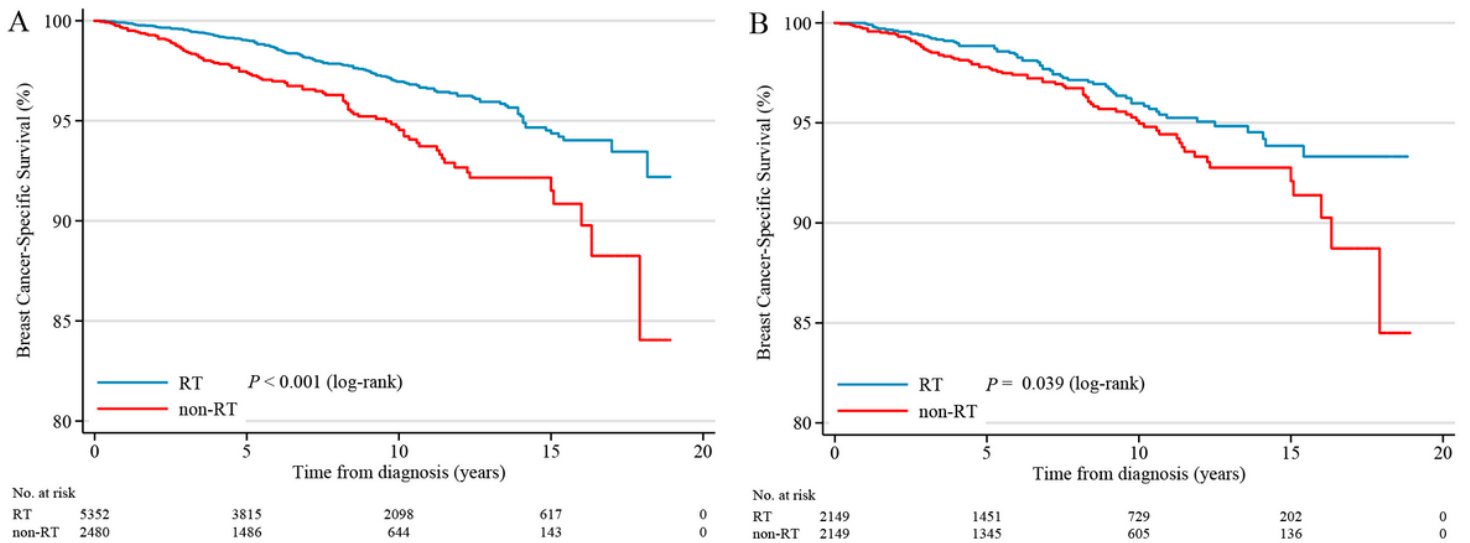 A
Breast Cancer-Specific Survival (%)
100
95
90
85
80
RT P < 0.001 (log-rank)
non-RT
0 5 10 15 20
Time from diagnosis (years)
No. at risk
RT 5352 3815 2098 617 0
non-RT 2480 1486 644 143 0
B
Breast Cancer-Specific Survival (%)
100
95
90
85
80
RT P = 0.039 (log-rank)
non-RT
0 5 10 15 20
Time from diagnosis (years)
No. at risk
RT 2149 1451 729 202 0
non-RT 2149 1345 605 136 0